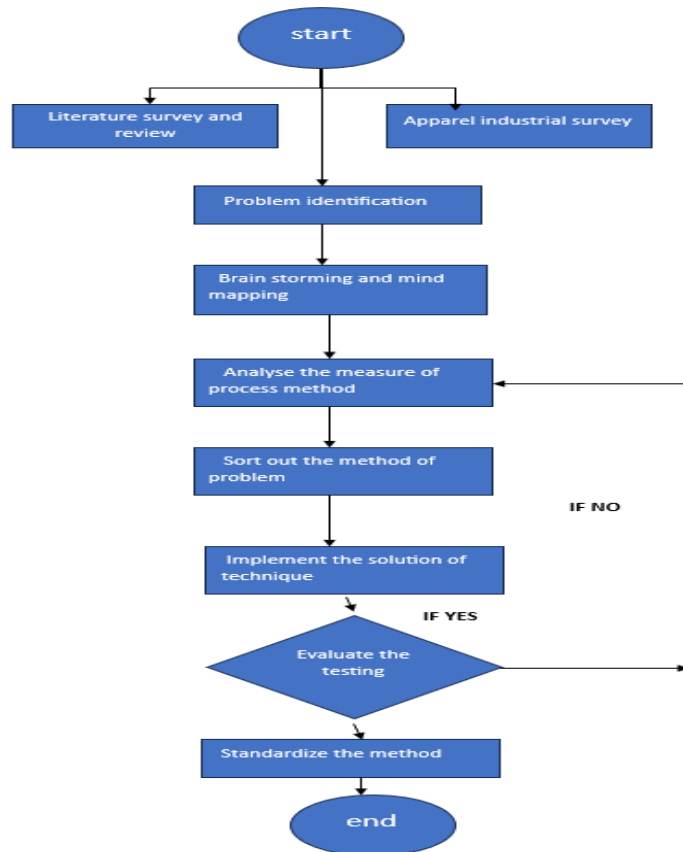 start
Literature survey and
review
Apparel industrial survey
Problem identification
Brain storming and mind
mapping
Analyse the measure of
process method
Sort out the method of
problem
IF NO
Implement the solution of
technique
IF YES
Evaluate the
testing
Standardize the method
end